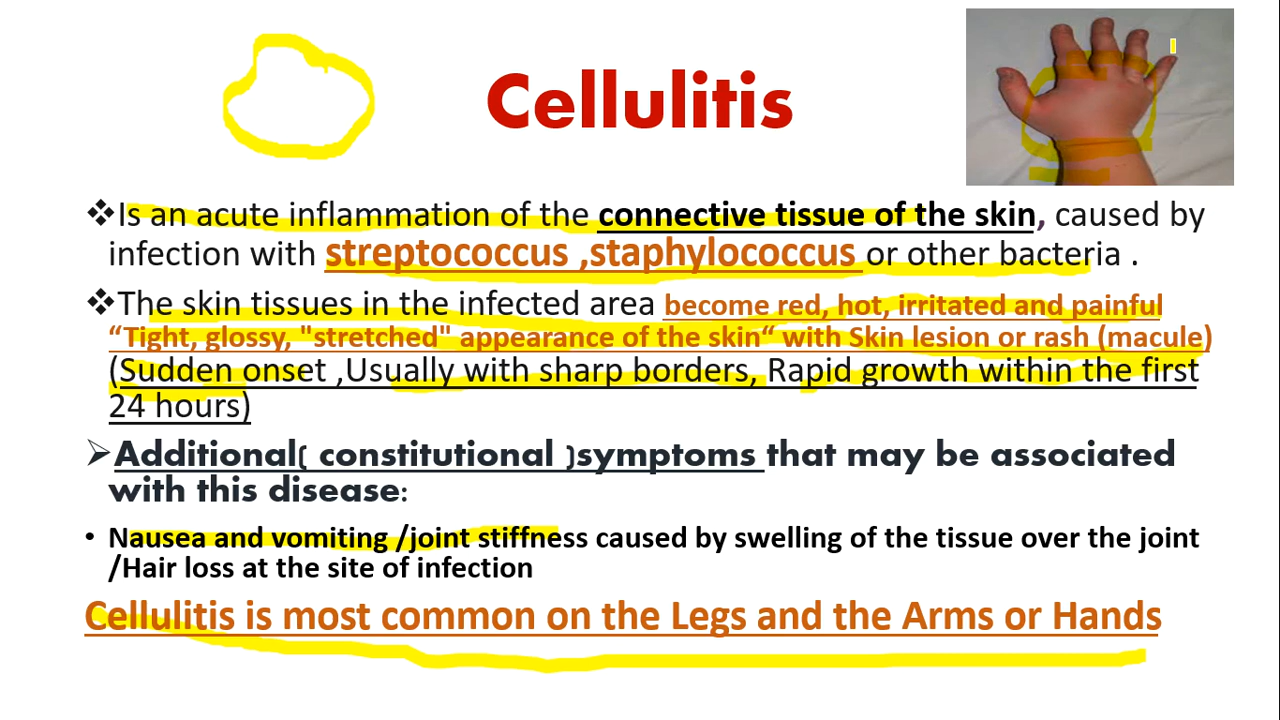 Cellulitis
❖Is an acute inflammation of the connective tissue of the skin, caused by
infection with streptococcus ,staphylococcus or other bacteria .
❖The skin tissues in the infected area become red, hot, irritated and painful
“Tight, glossy, "stretched" appearance of the skin“ with Skin lesion or rash (macule)
(Sudden onset ,Usually with sharp borders, Rapid growth within the first
24 hours)
➢Additional( constitutional )symptoms that may be associated
with this disease:
• Nausea and vomiting /joint stiffness caused by swelling of the tissue over the joint
/Hair loss at the site of infection
Cellulitis is most common on the Legs and the Arms or Hands